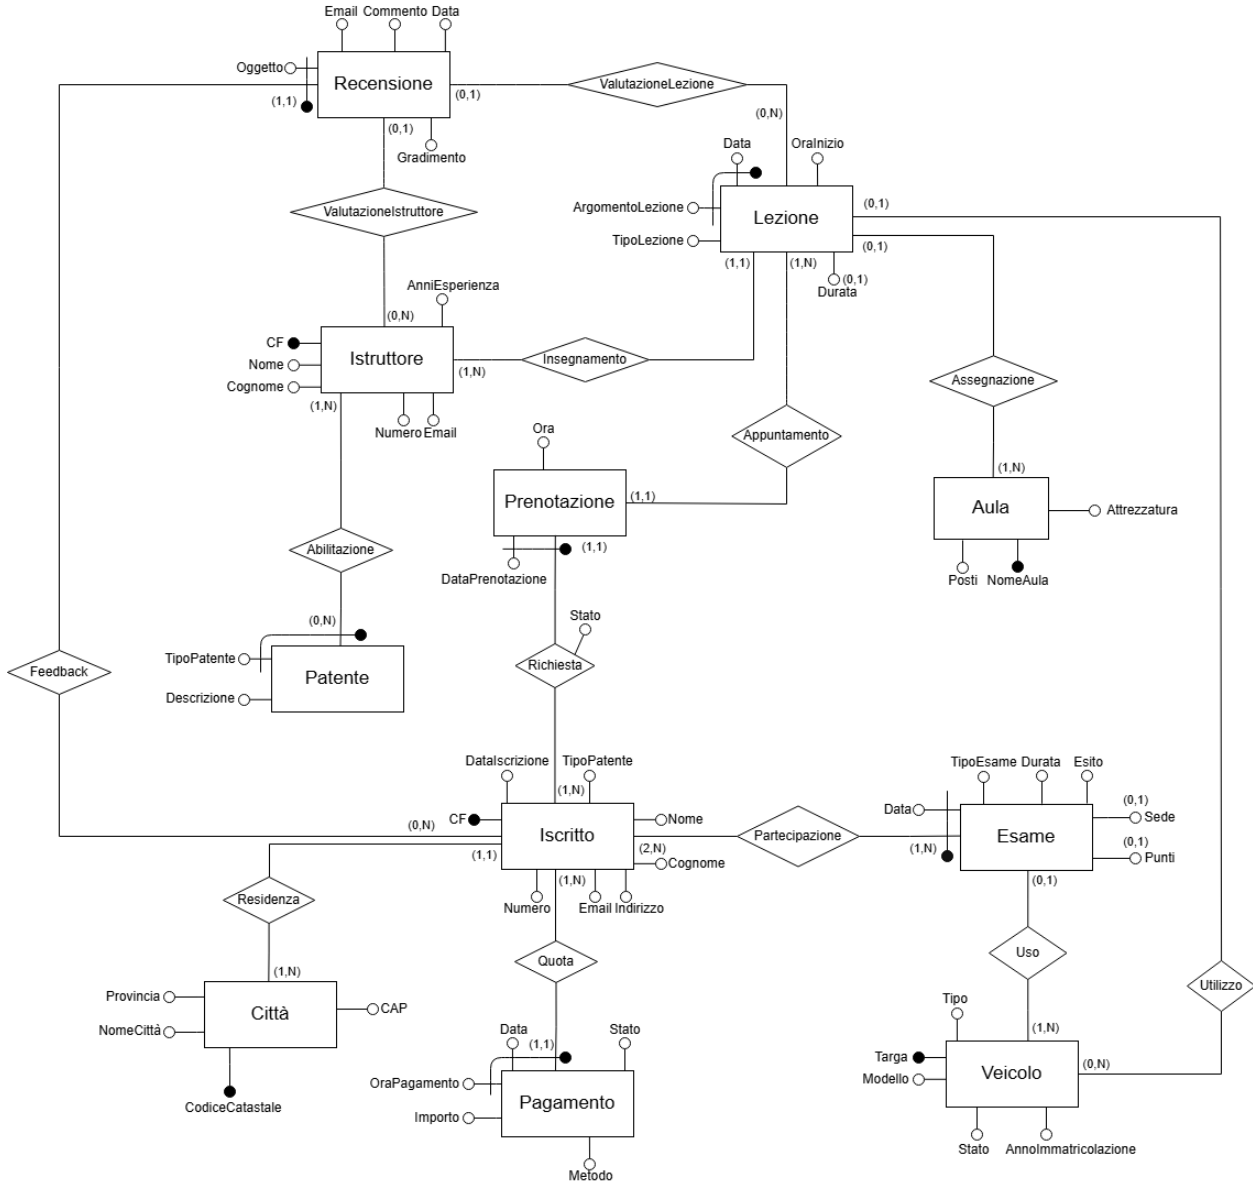 Email Commento Data
Oggetto
Recensione
(1,1)
(0,1)
ValutazioneLezione
(0,N)
(0,1)
Gradimento
Data
OraInizio
ArgomentoLezione
Lezione
(0,1)
TipoLezione
(0,1)
(1,1)
(1,N)
(0,1)
Durata
ValutazioneIstruttore
AnniEsperienza
(0,N)
CF
Nome
Cognome
Istruttore
(1,N)
Insegnamento
(1,N)
Numero Email
Assegnazione
Ora
Appuntamento
Prenotazione
(1,1)
(1,N)
Aula
Attrezzatura
Posti
NomeAula
(1,1)
DataPrenotazione
Abilitazione
(0,N)
TipoPatente
Patente
Descrizione
Stato
Richiesta
Feedback
DataIscrizione
TipoPatente
(1,N)
CF
Iscritto
Nome
(0,N)
(1,1)
(2,N)
Cognome
(1,N)
Numero
Email Indirizzo
Partecipazione
TipoEsame Durata Esito
Data
Esame
(0,1)
Sede
(0,1)
Punti
(1,N)
(0,1)
Residenza
Quota
Uso
Utilizzo
(1,N)
Provincia
NomeCittà
Città
CAP
CodiceCatastale
Data
(1,1)
Stato
OraPagamento
Importo
Pagamento
Metodo
Tipo
(1,N)
Targa
Modello
Veicolo
(0,N)
Stato
AnnoImmatricolazione